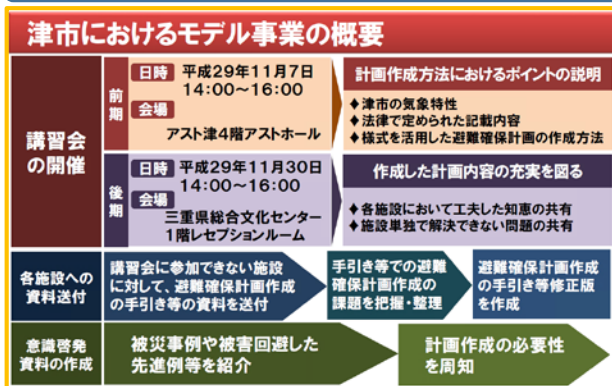 津市におけるモデル事業の概要
講習会
の開催
前期
日時 平成29年11月7日
14:00～16:00
会場
アスト津4階アストホール
計画作成方法におけるポイントの説明
◆津市の気象特性
◆法律で定められた記載内容
◆様式を活用した避難確保計画の作成方法
後期
日時 平成29年11月30日
14:00～16:00
会場
三重県総合文化センター
1階レセプションルーム
作成した計画内容の充実を図る
◆各施設において工夫した知恵の共有
◆施設単独で解決できない問題の共有
各施設への
資料送付
講習会に参加できない施設
に対して、避難確保計画作成
の手引き等の資料を送付
手引き等での避難
確保計画作成の
課題を把握・整理
避難確保計画作成
の手引き等修正版
を作成
意識啓発
資料の作成
被災事例や被害回避した
先進例等を紹介
計画作成の必要性
を周知